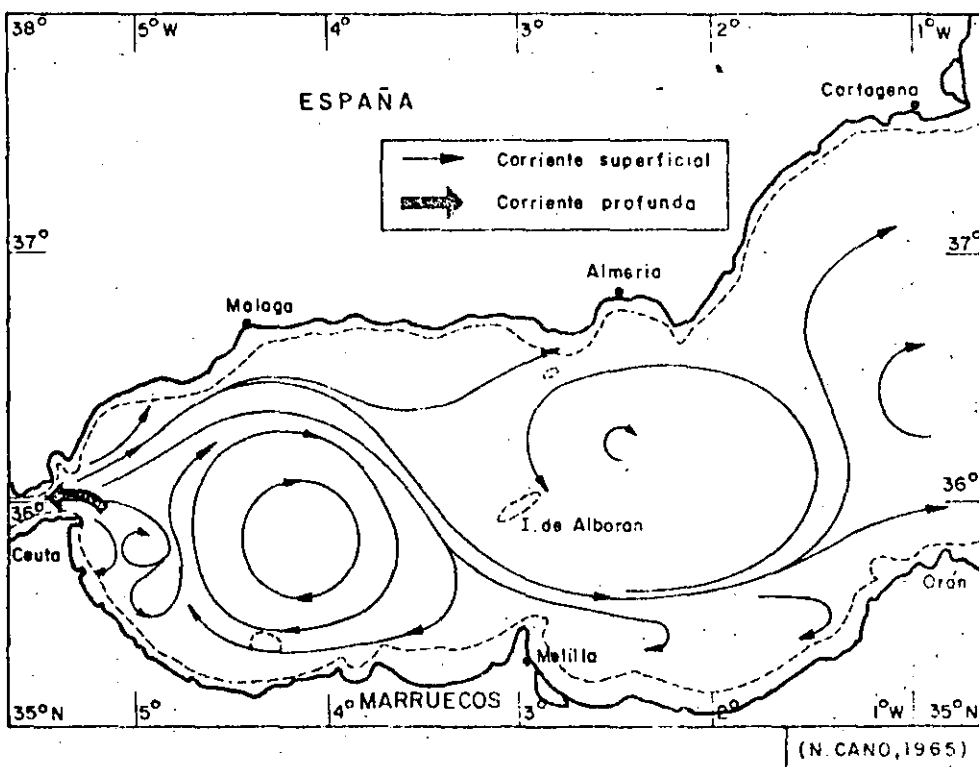 38° 5°W 4° 3° 2° 1°W
ESPAÑA
Cartagena
Corriente superficial
Corriente profunda
37° 37°
Almeria
Malaga
36° 36°
I. de Alboran
Ceuta
Orán
Melilla
MARRUECOS
35°N 5° 4° 3° 2° 1°W 35°N
(N. CANO, 1965)